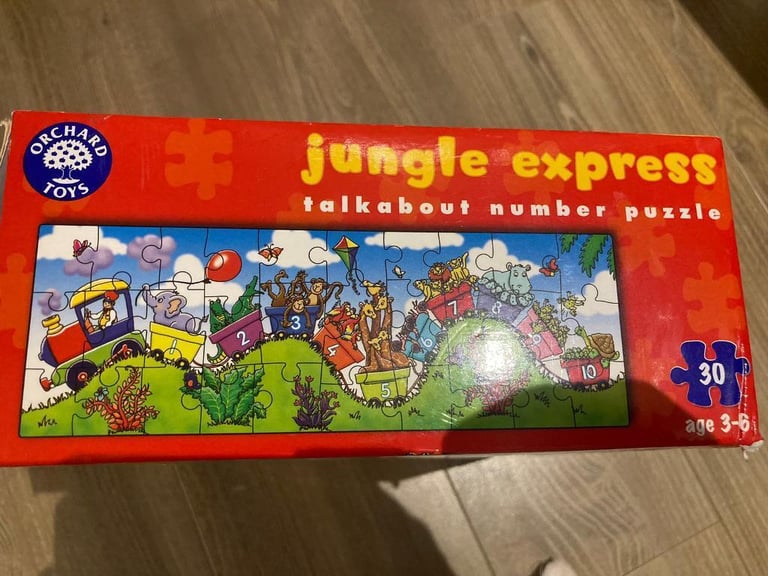 ORCHARD
TOYS
jungle express
talkabout number puzzle
1
2
3
4
5
6
7
8
10
30
age 3-6